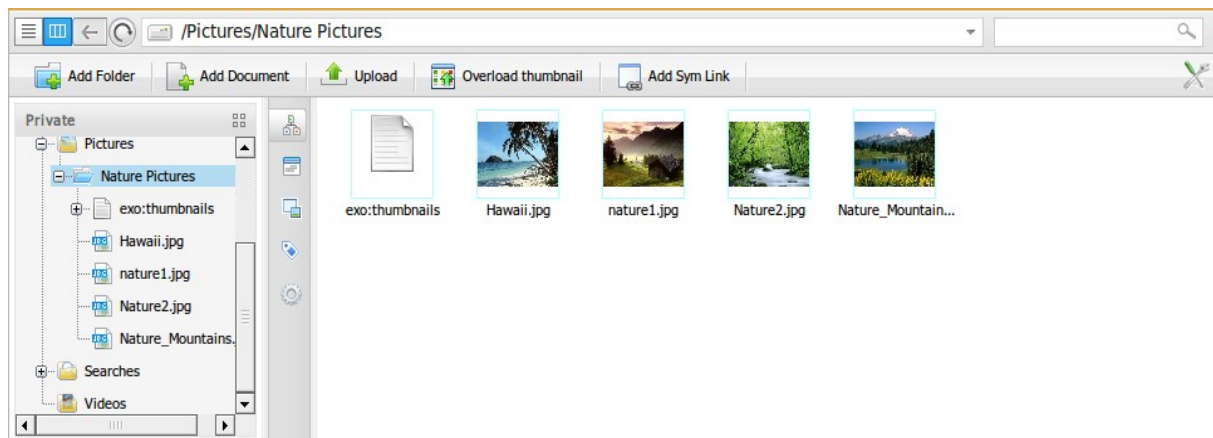 /Pictures/Nature Pictures
Add Folder Add Document Upload Overload thumbnail Add Sym Link
Private
Pictures
Nature Pictures
exo:thumbnails
Hawaii.jpg
nature1.jpg
Nature2.jpg
Nature_Mountains.
Searches
Videos
exo:thumbnails Hawaii.jpg nature1.jpg Nature2.jpg Nature_Mountain...